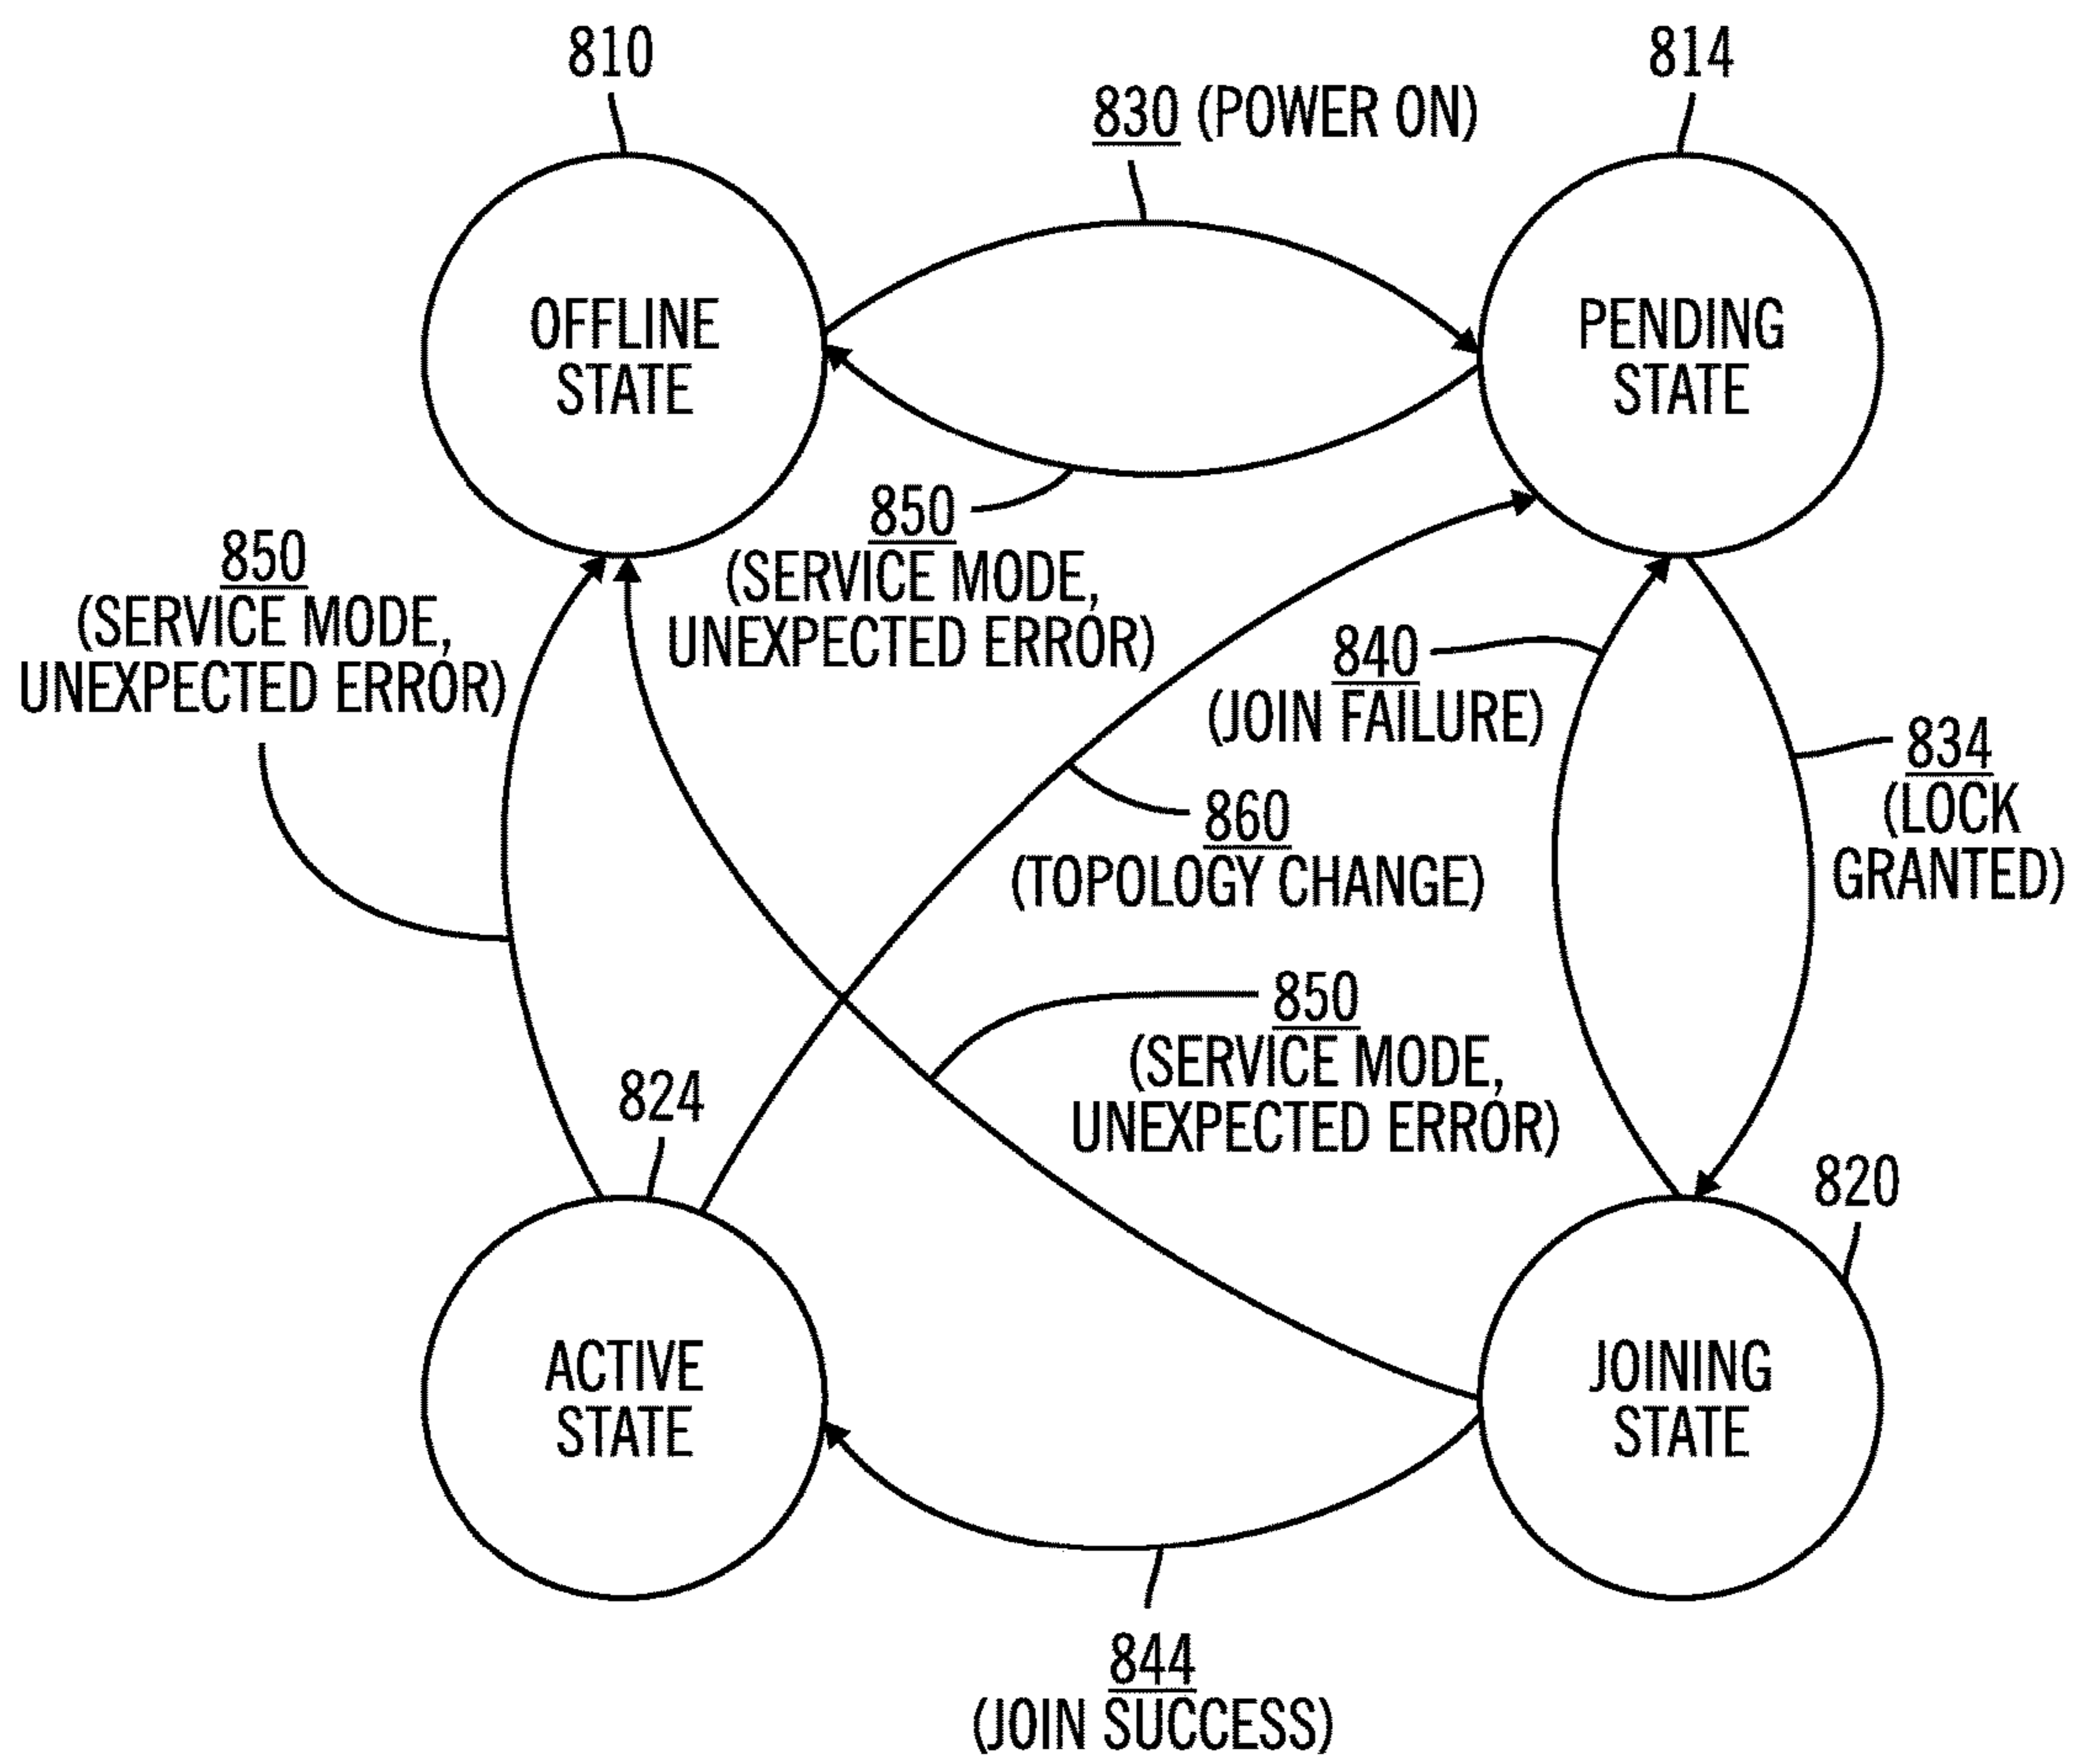 810
814
830 (POWER ON)
OFFLINE
STATE
PENDING
STATE
850
(SERVICE MODE,
UNEXPECTED ERROR)
850
(SERVICE MODE,
UNEXPECTED ERROR)
840
(JOIN FAILURE)
834
(LOCK
GRANTED)
860
(TOPOLOGY CHANGE)
850
(SERVICE MODE,
UNEXPECTED ERROR)
824
820
ACTIVE
STATE
JOINING
STATE
844
(JOIN SUCCESS)